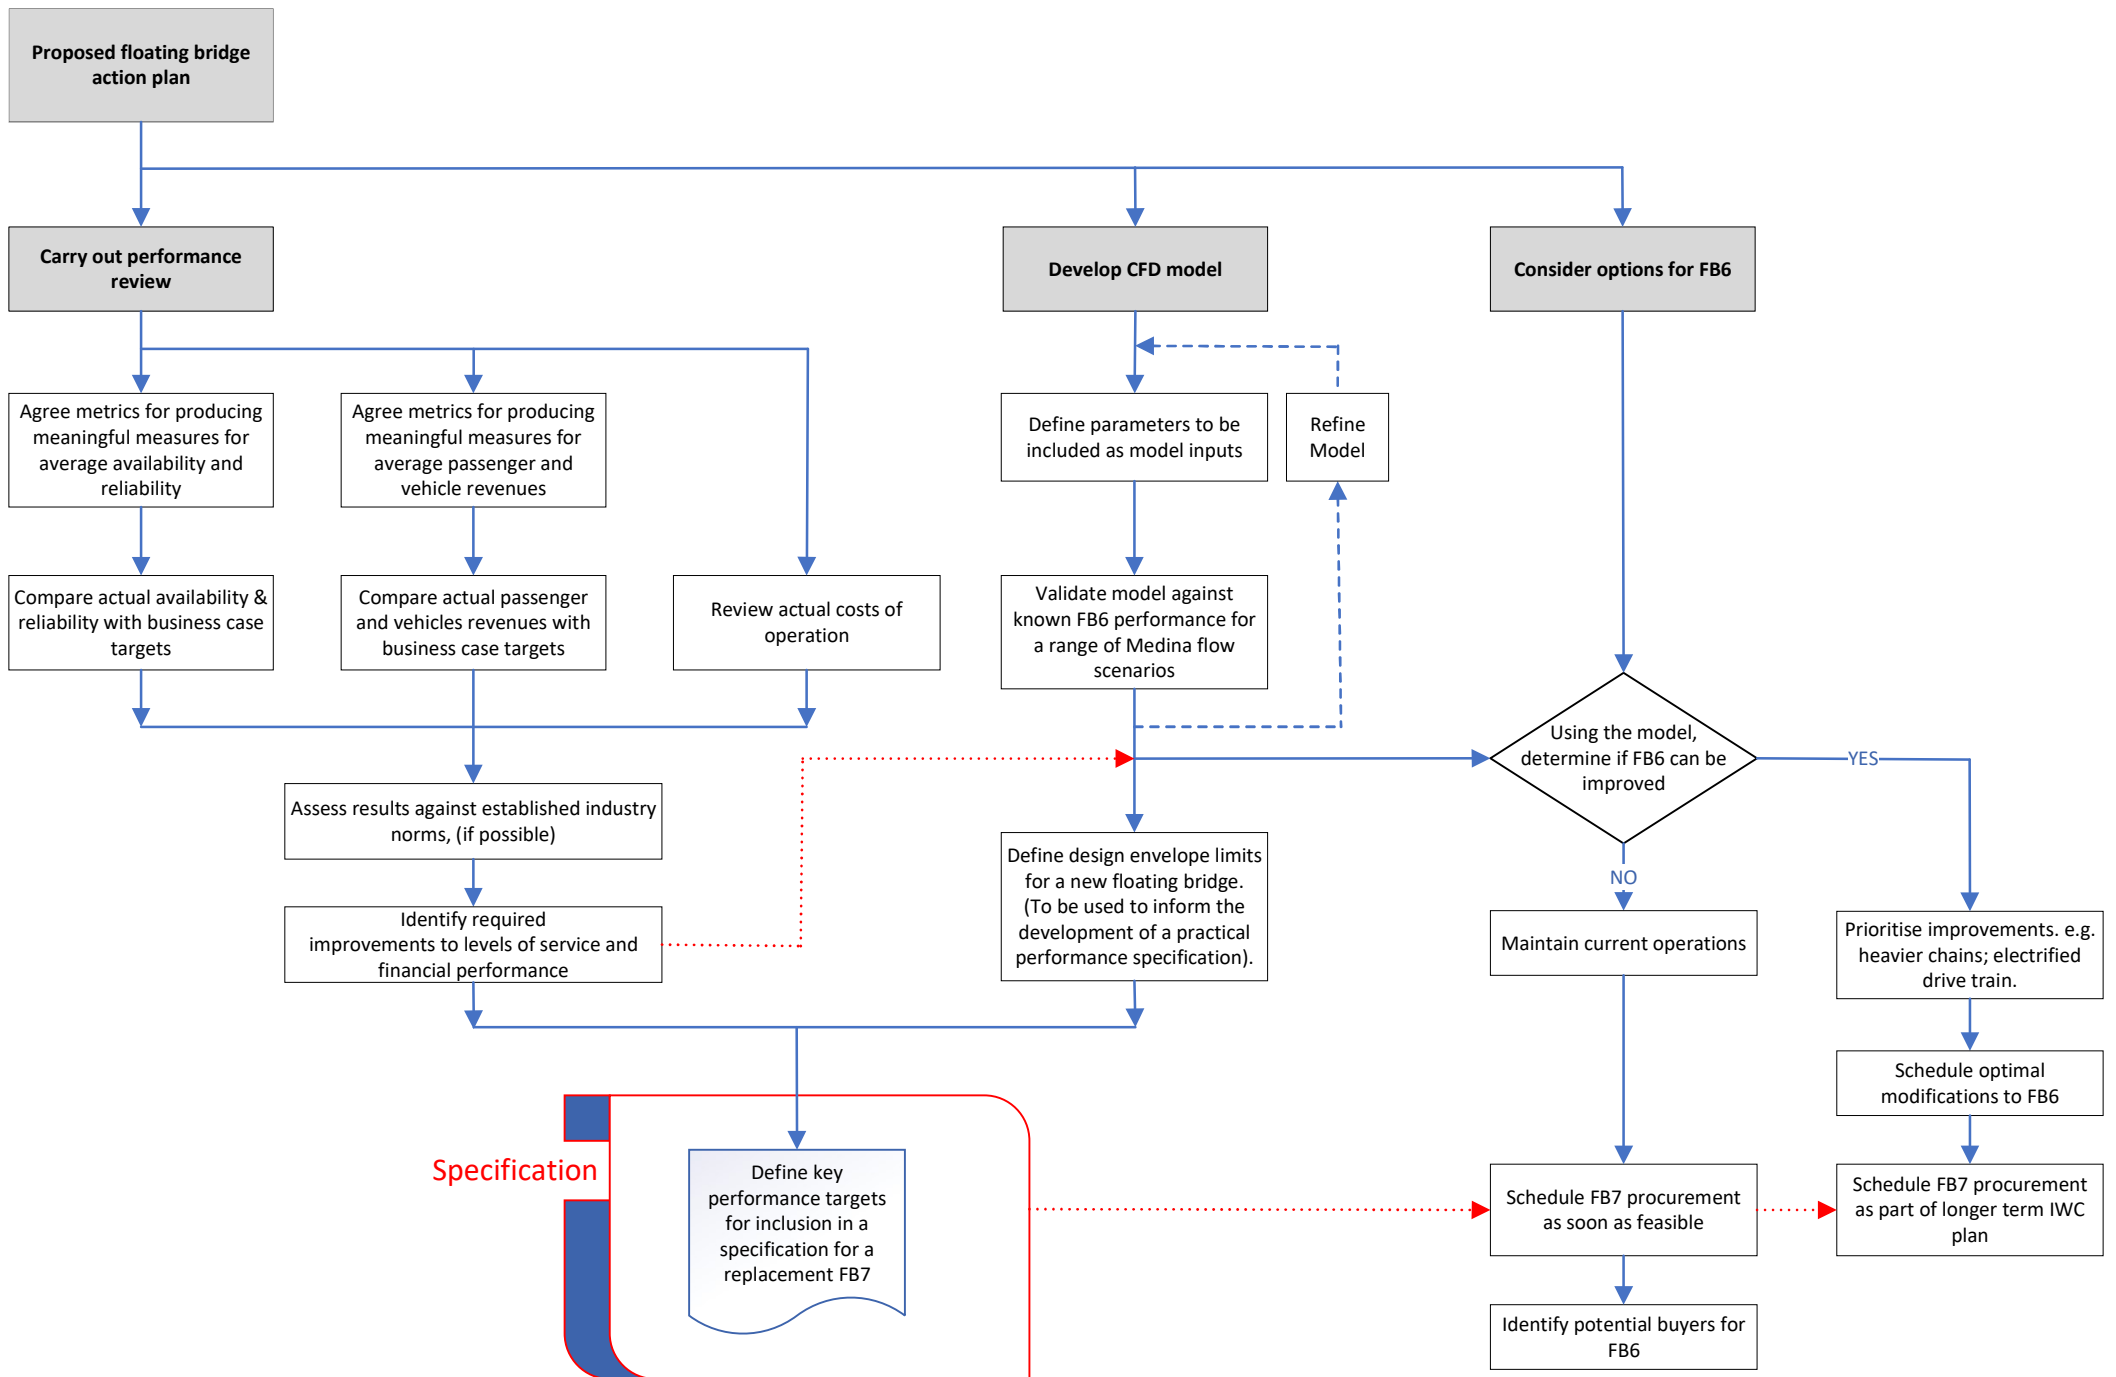 Proposed floating bridge
action plan
Carry out performance
review
Develop CFD model
Consider options for FB6
Agree metrics for producing
meaningful measures for
average availability and
reliability
Agree metrics for producing
meaningful measures for
average passenger and
vehicle revenues
Define parameters to be
included as model inputs
Refine
Model
Compare actual availability &
reliability with business case
targets
Compare actual passenger
and vehicles revenues with
business case targets
Review actual costs of
operation
Validate model against
known FB6 performance for
a range of Medina flow
scenarios
Using the model,
determine if FB6 can be
improved
YES
NO
Assess results against established industry
norms, (if possible)
Define design envelope limits
for a new floating bridge.
(To be used to inform the
development of a practical
performance specification).
Identify required
improvements to levels of service and
financial performance
Maintain current operations
Prioritise improvements. e.g.
heavier chains; electrified
drive train.
Schedule optimal
modifications to FB6
Specification
Define key
performance targets
for inclusion in a
specification for a
replacement FB7
Schedule FB7 procurement
as soon as feasible
Schedule FB7 procurement
as part of longer term IWC
plan
Identify potential buyers for
FB6